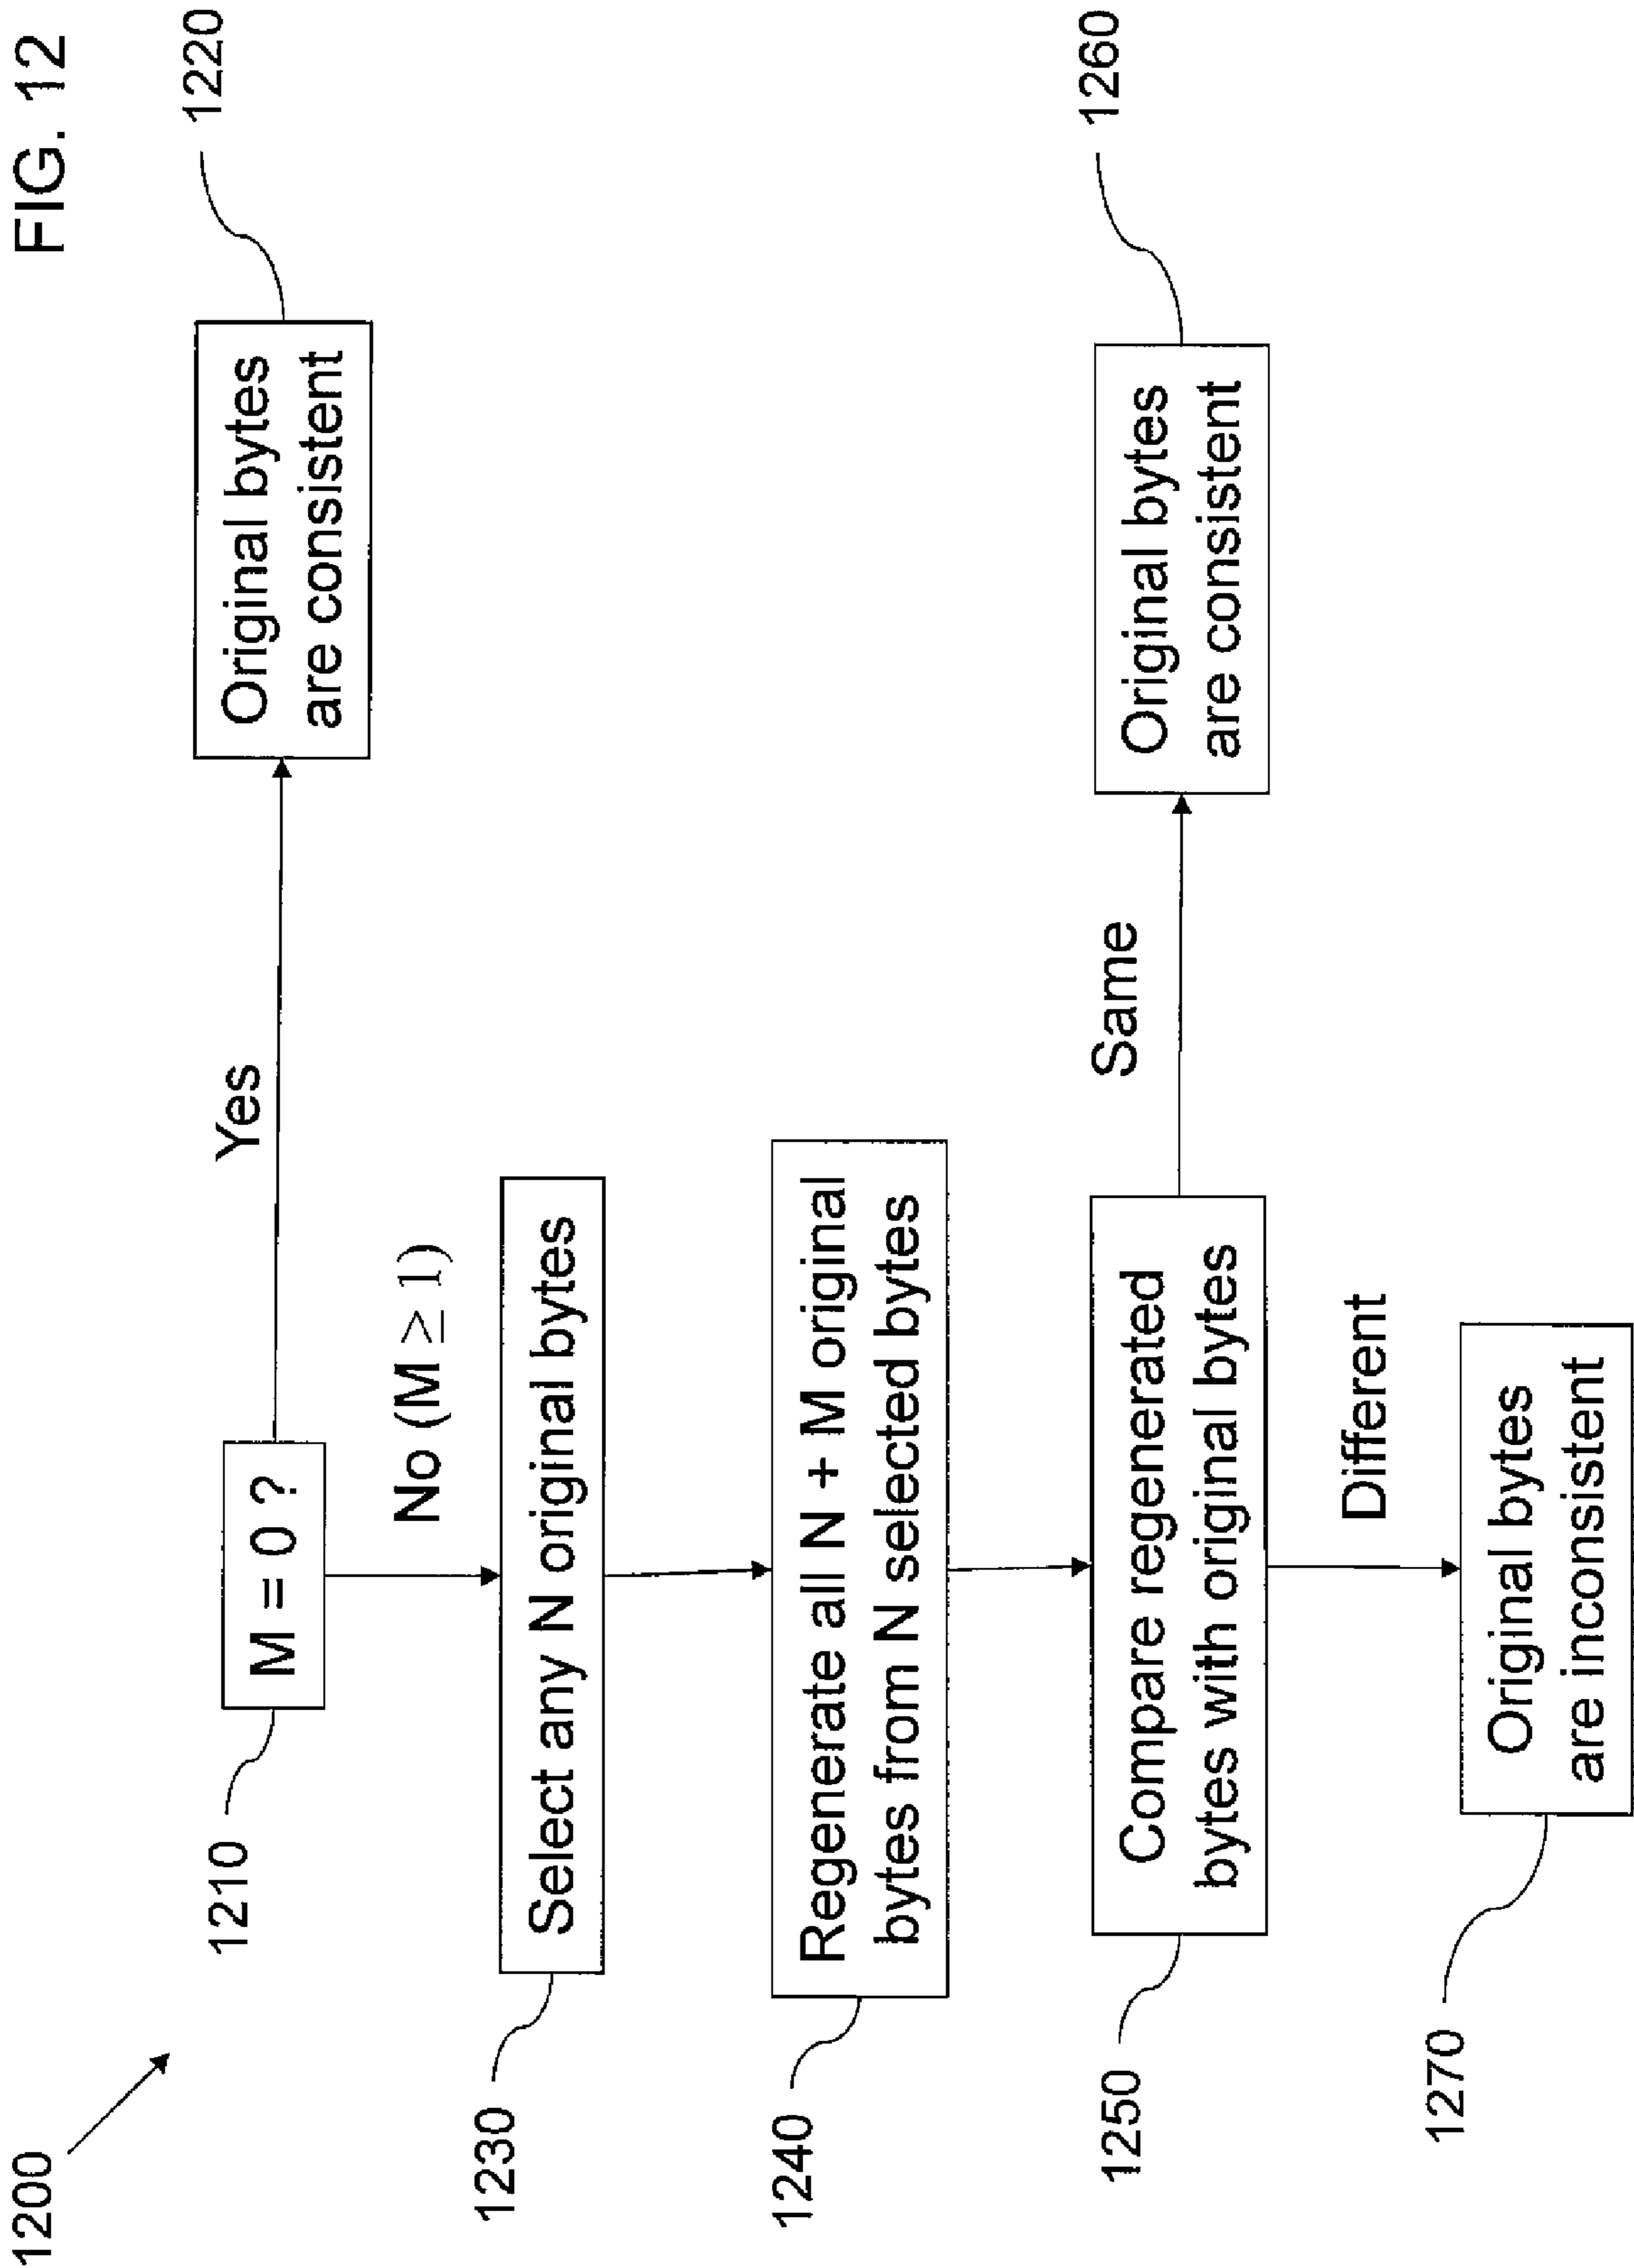 FIG. 12
1200
1210
M = 0 ?
Yes
Original bytes
are consistent
1220
No (M ≥ 1)
1230
Select any N original bytes
1240
Regenerate all N + M original
bytes from N selected bytes
1250
Compare regenerated
bytes with original bytes
Same
Original bytes
are consistent
1260
Different
1270
Original bytes
are inconsistent